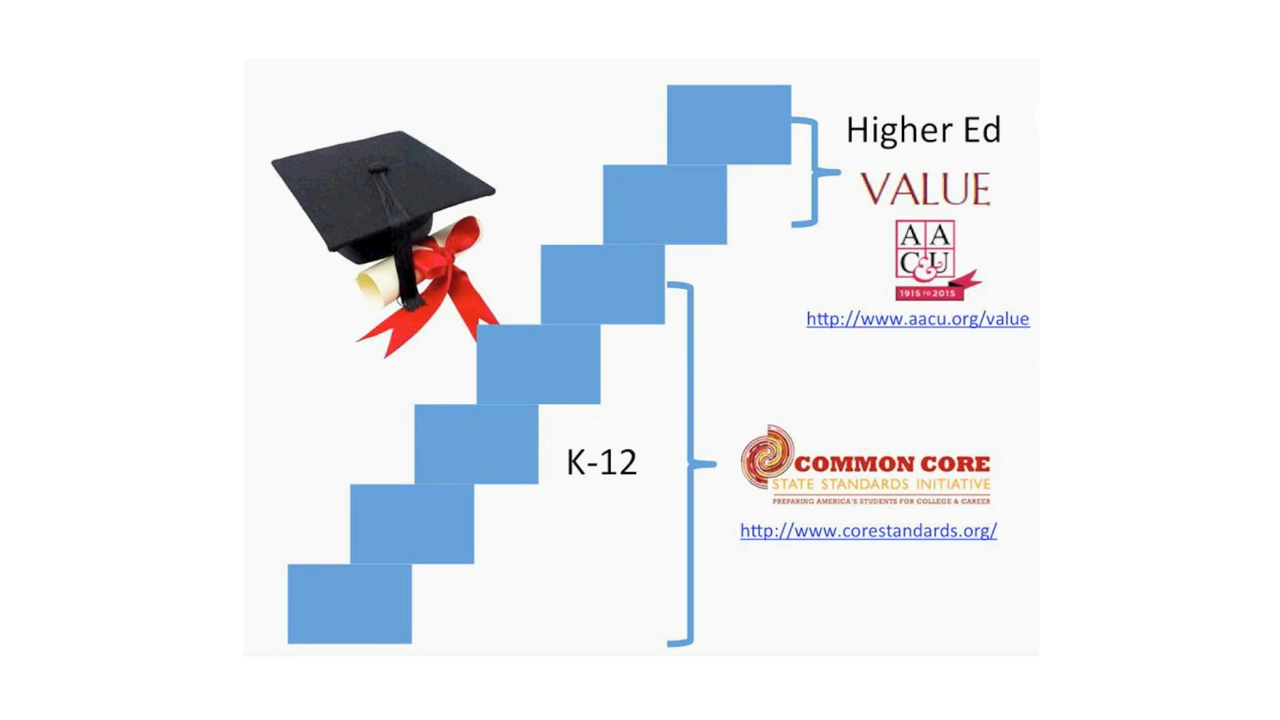 Higher Ed
VALUE
A A
C & U
1915 TO 2015
http://www.aacu.org/value
K-12
COMMON CORE
STATE STANDARDS INITIATIVE
PREPARING AMERICA'S STUDENTS FOR COLLEGE & CAREER
http://www.corestandards.org/